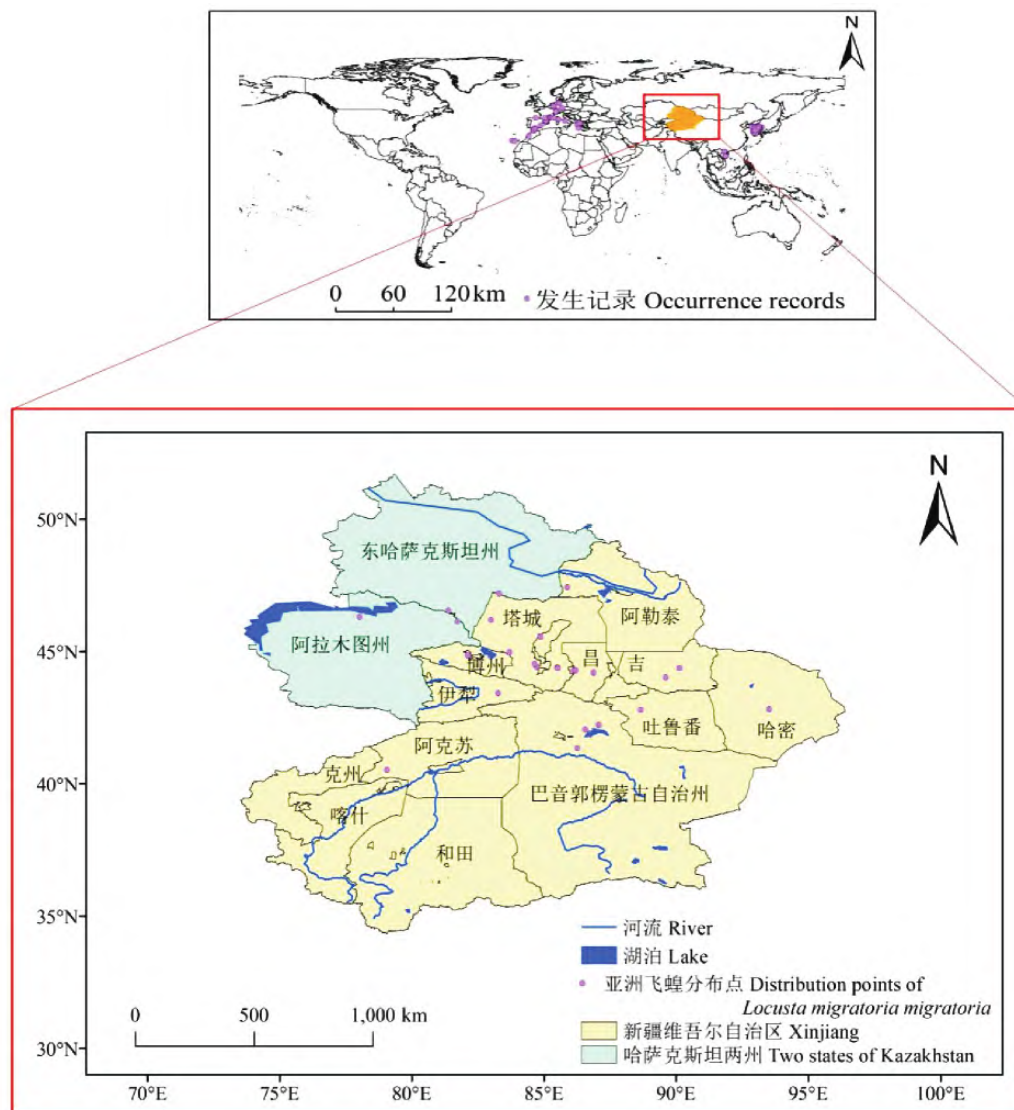 N
0 60 120 km
发生记录 Occurrence records
N
50°N
东哈萨克斯坦州
塔城
阿勒泰
阿拉木图州
45°N
博州
昌
吉
伊犁
吐鲁番
哈密
阿克苏
克州
40°N
巴音郭楞蒙古自治州
喀什
和田
35°N
河流 River
湖泊 Lake
亚洲飞蝗分布点 Distribution points of
Locusta migratoria migratoria
0 500 1,000 km
新疆维吾尔自治区 Xinjiang
哈萨克斯坦两州 Two states of Kazakhstan
30°N
70°E 75°E 80°E 85°E 90°E 95°E 100°E